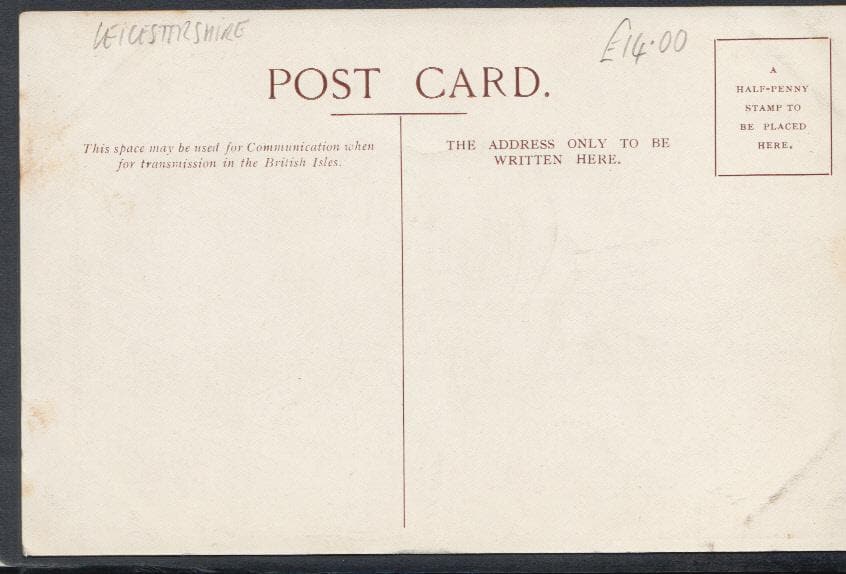 LEICESTERSHIRE
£14.00
POST CARD.
This space may be used for Communication when
for transmission in the British Isles.
THE ADDRESS ONLY TO BE
WRITTEN HERE.
A
HALF-PENNY
STAMP TO
BE PLACED
HERE.